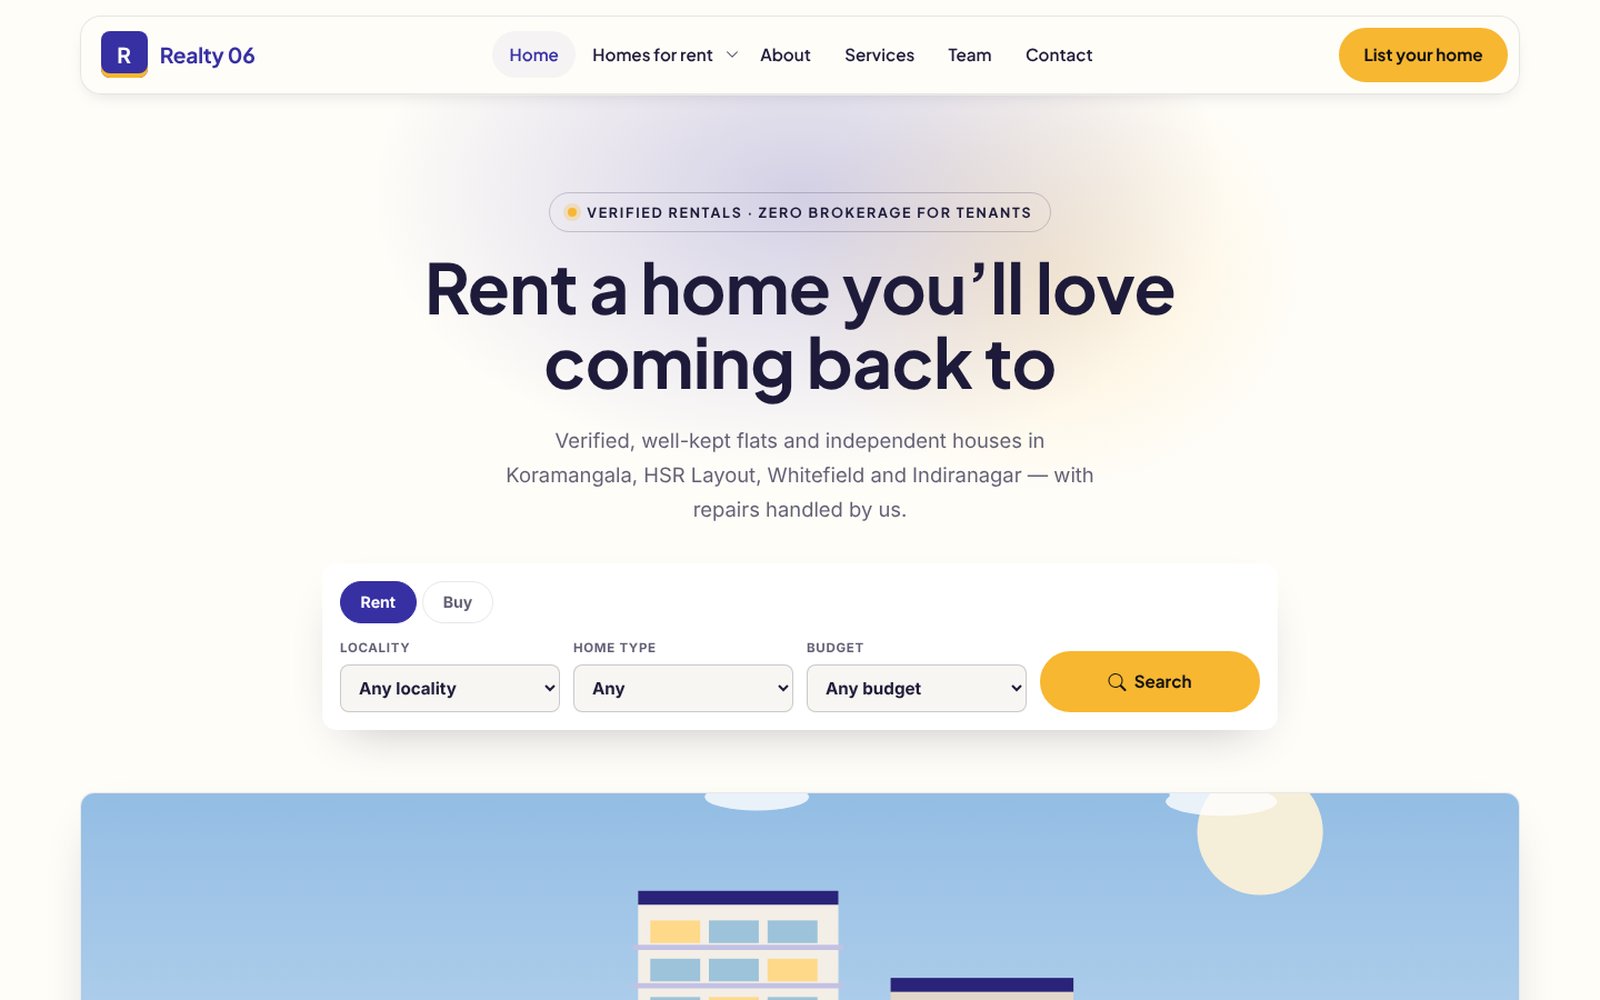 R
Realty 06
Home
Homes for rent
About
Services
Team
Contact
List your home
VERIFIED RENTALS · ZERO BROKERAGE FOR TENANTS
Rent a home you’ll love
coming back to
Verified, well-kept flats and independent houses in
Koramangala, HSR Layout, Whitefield and Indiranagar — with
repairs handled by us.
Rent
Buy
LOCALITY
HOME TYPE
BUDGET
Any locality
Any
Any budget
Search